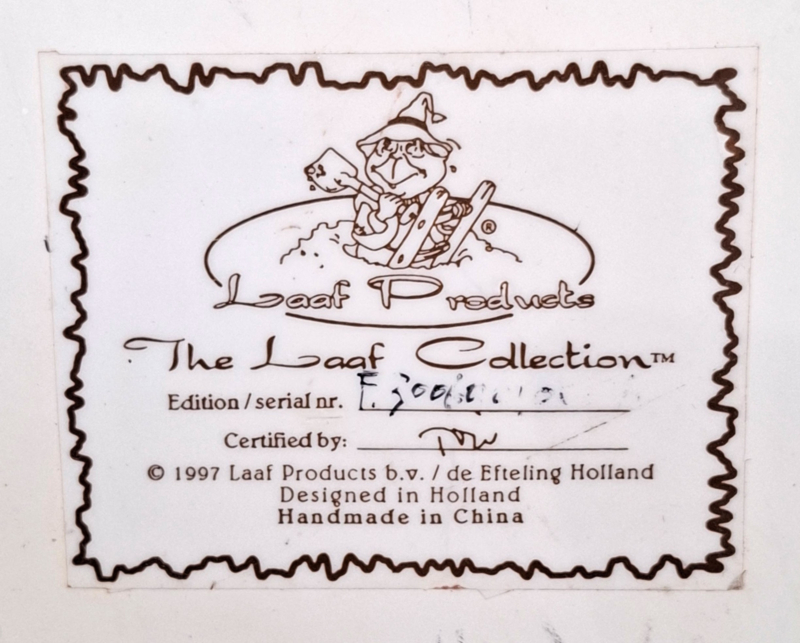 ®
Laaf Products
The Laaf Collection™
Edition / serial nr.
Certified by:
© 1997 Laaf Products b.v. / de Efteling Holland
Designed in Holland
Handmade in China